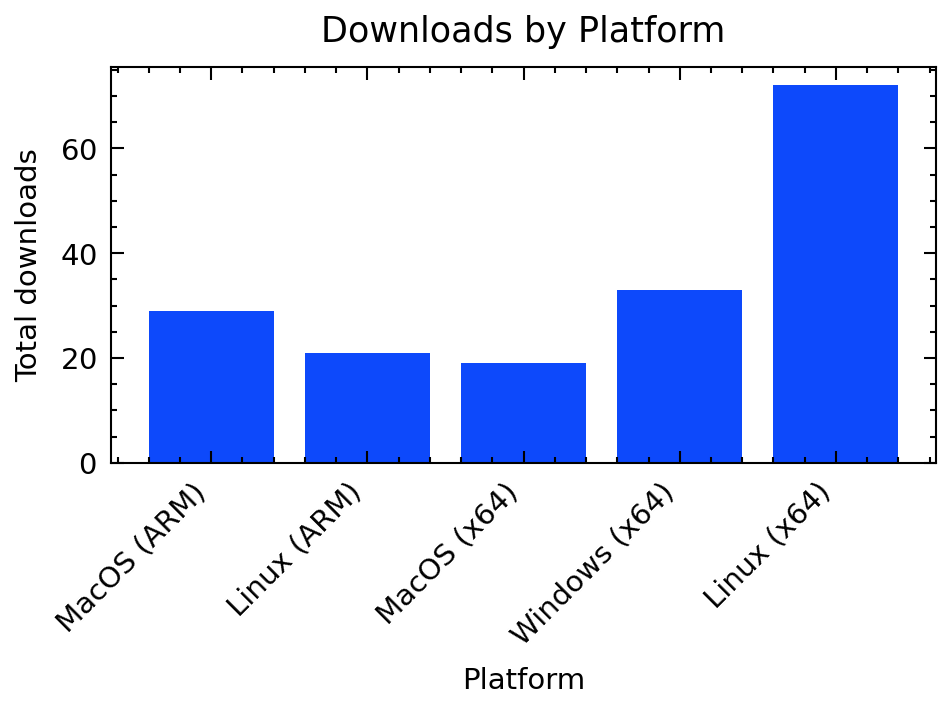 Downloads by Platform
Total downloads
60
40
20
0
MacOS (ARM)
Linux (ARM)
MacOS (x64)
Windows (x64)
Linux (x64)
Platform